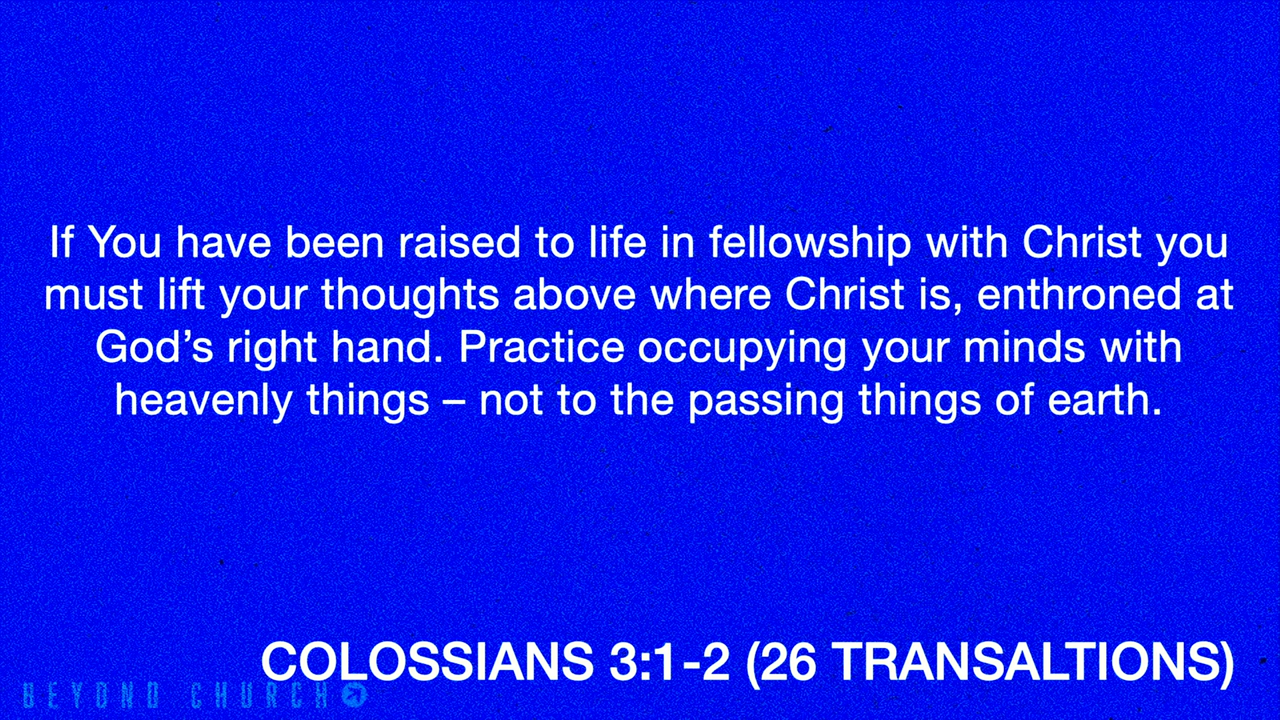 If You have been raised to life in fellowship with Christ you
must lift your thoughts above where Christ is, enthroned at
God’s right hand. Practice occupying your minds with
heavenly things – not to the passing things of earth.
COLOSSIANS 3:1-2 (26 TRANSALTIONS)
BEYOND CHURCH